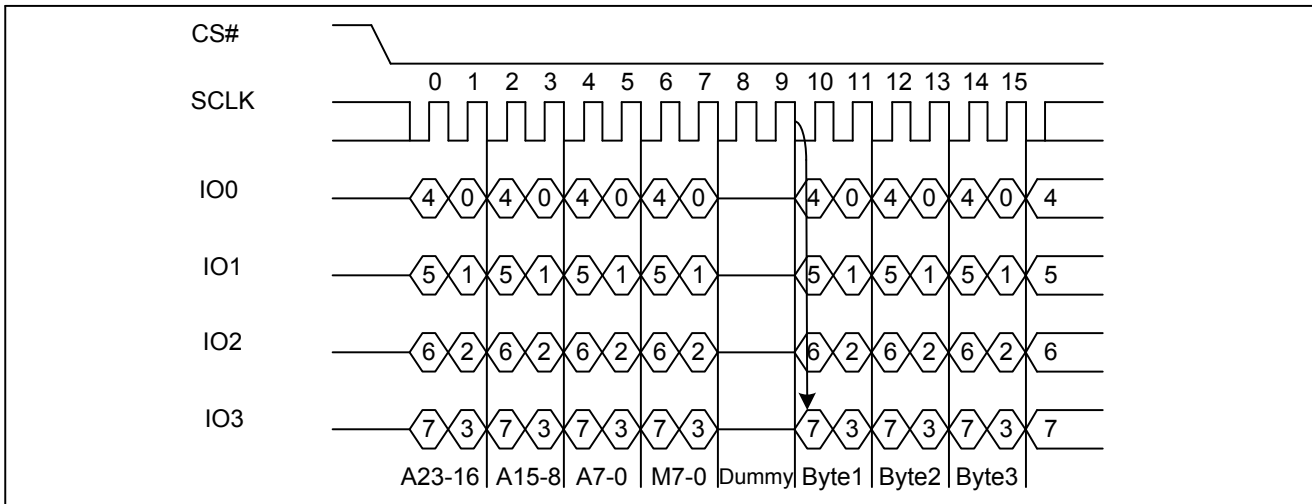 CS#
0 1 2 3 4 5 6 7 8 9 10 11 12 13 14 15
SCLK
IO0 4 0 4 0 4 0 4 0 4 0 4 0 4 0 4
IO1 5 1 5 1 5 1 5 1 5 1 5 1 5 1 5
IO2 6 2 6 2 6 2 6 2 6 2 6 2 6 2 6
IO3 7 3 7 3 7 3 7 3 7 3 7 3 7 3 7
A23-16 A15-8 A7-0 M7-0 Dummy Byte1 Byte2 Byte3